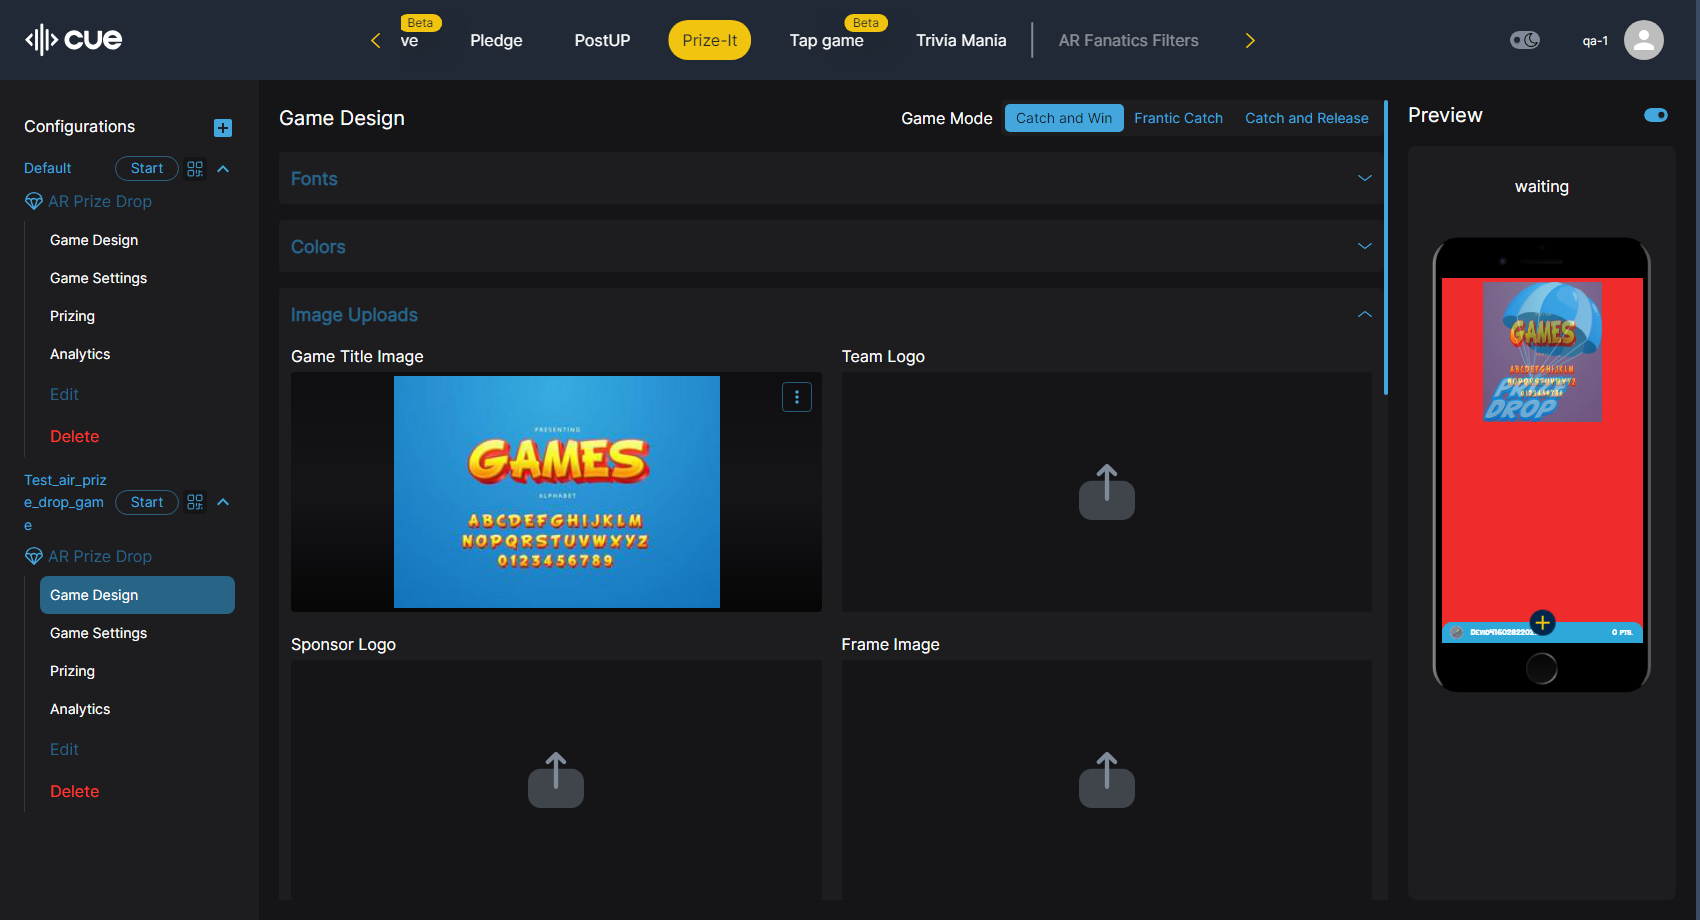 cue
Beta
ve
Pledge
PostUP
Prize-It
Beta
Tap game
Trivia Mania
AR Fanatics Filters
qa-1
Configurations
Default
Start
AR Prize Drop
Game Design
Game Settings
Prizing
Analytics
Edit
Delete
Test_air_priz
e_drop_gam
e
Start
AR Prize Drop
Game Design
Game Settings
Prizing
Analytics
Edit
Delete
Game Design
Game Mode
Catch and Win
Frantic Catch
Catch and Release
Fonts
Colors
Image Uploads
Game Title Image
PRESENTING
GAMES
ALPHABET
ABCDEFGHIJKLM
NOPQRSTUVWXYZ
0123456789
Team Logo
Sponsor Logo
Frame Image
Preview
waiting
GAMES
ABCDEFGHIJKLM
NOPQRSTUVWXYZ
0123456789
PRIZE
DROP
0 PTS.